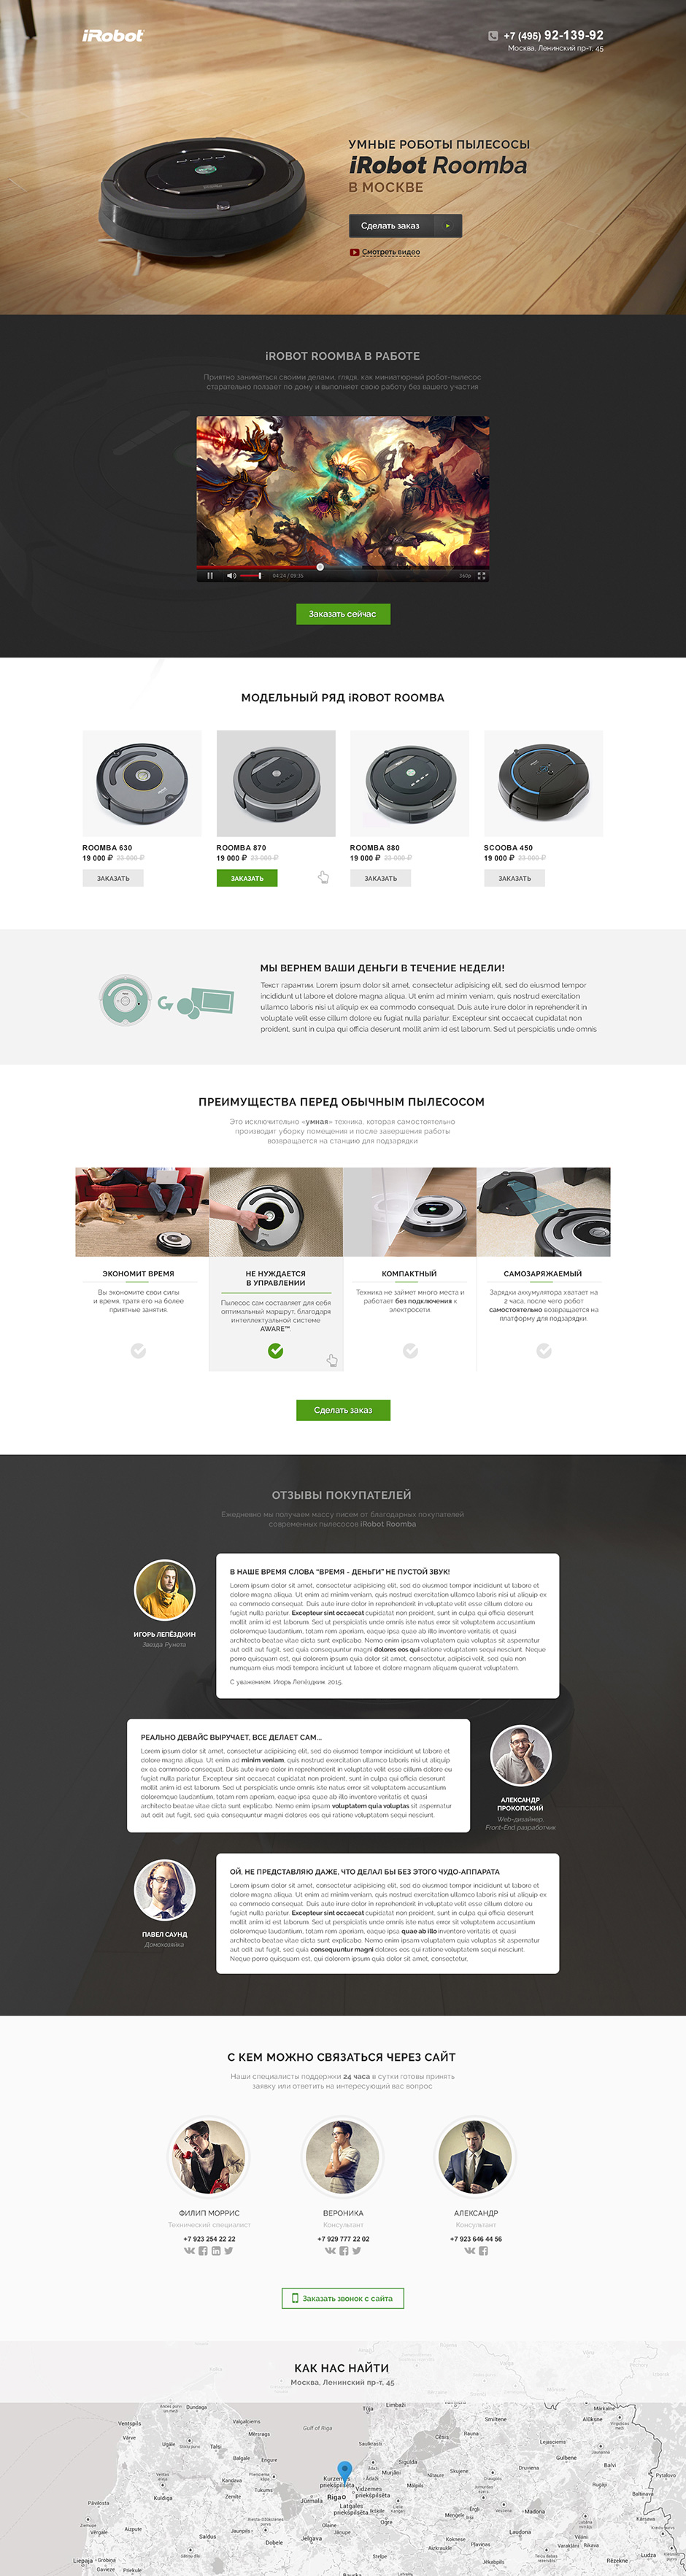 iRobot
+7 (495) 92-139-92
Москва, Ленинский пр-т, 45
УМНЫЕ РОБОТЫ ПЫЛЕСОСЫ
iRobot Roomba
В МОСКВЕ
Сделать заказ
Смотреть видео
iROBOT ROOMBA В РАБОТЕ
Приятно заниматься своими делами, глядя, как миниатюрный робот-пылесос
старательно ползает по дому и выполняет свою работу без вашего участия
04:24 / 09:35
360p
Заказать сейчас
МОДЕЛЬНЫЙ РЯД iROBOT ROOMBA
ROOMBA 630
19 000 ₽ 23 000 ₽
ЗАКАЗАТЬ
ROOMBA 870
19 000 ₽ 23 000 ₽
ЗАКАЗАТЬ
ROOMBA 880
19 000 ₽ 23 000 ₽
ЗАКАЗАТЬ
SCOOBA 450
19 000 ₽ 23 000 ₽
ЗАКАЗАТЬ
МЫ ВЕРНЕМ ВАШИ ДЕНЬГИ В ТЕЧЕНИЕ НЕДЕЛИ!
Текст гарантии. Lorem ipsum dolor sit amet, consectetur adipisicing elit, sed do eiusmod tempor
incididunt ut labore et dolore magna aliqua. Ut enim ad minim veniam, quis nostrud exercitation
ullamco laboris nisi ut aliquip ex ea commodo consequat. Duis aute irure dolor in reprehenderit in
voluptate velit esse cillum dolore eu fugiat nulla pariatur. Excepteur sint occaecat cupidatat non
proident, sunt in culpa qui officia deserunt mollit anim id est laborum. Sed ut perspiciatis unde omnis
ПРЕИМУЩЕСТВА ПЕРЕД ОБЫЧНЫМ ПЫЛЕСОСОМ
Это исключительно «умная» техника, которая самостоятельно
производит уборку помещения и после завершения работы
возвращается на станцию для подзарядки
ЭКОНОМИТ ВРЕМЯ
Вы экономите свои силы
и время, тратя его на более
приятные занятия.
НЕ НУЖДАЕТСЯ
В УПРАВЛЕНИИ
Пылесос сам составляет для себя
оптимальный маршрут, благодаря
интеллектуальной системе
AWARE™.
КОМПАКТНЫЙ
Техника не займет много места и
работает без подключения к
электросети.
САМОЗАРЯЖАЕМЫЙ
Зарядки аккумулятора хватает на
2 часа, после чего робот
самостоятельно возвращается на
платформу для подзарядки.
Сделать заказ
ОТЗЫВЫ ПОКУПАТЕЛЕЙ
Ежедневно мы получаем массу писем от благодарных покупателей
современных пылесосов iRobot Roomba
ИГОРЬ ЛЕПЁЗДКИН
Звезда Рунета
В НАШЕ ВРЕМЯ СЛОВА "ВРЕМЯ - ДЕНЬГИ" НЕ ПУСТОЙ ЗВУК!
Lorem ipsum dolor sit amet, consectetur adipisicing elit, sed do eiusmod tempor incididunt ut labore et
dolore magna aliqua. Ut enim ad minim veniam, quis nostrud exercitation ullamco laboris nisi ut aliquip ex
ea commodo consequat. Duis aute irure dolor in reprehenderit in voluptate velit esse cillum dolore eu
fugiat nulla pariatur. Excepteur sint occaecat cupidatat non proident, sunt in culpa qui officia deserunt
mollit anim id est laborum. Sed ut perspiciatis unde omnis iste natus error sit voluptatem accusantium
doloremque laudantium, totam rem aperiam, eaque ipsa quae ab illo inventore veritatis et quasi
architecto beatae vitae dicta sunt explicabo. Nemo enim ipsam voluptatem quia voluptas sit aspernatur
aut odit aut fugit, sed quia consequuntur magni dolores eos qui ratione voluptatem sequi nesciunt. Neque
porro quisquam est, qui dolorem ipsum quia dolor sit amet, consectetur, adipisci velit, sed quia non
numquam eius modi tempora incidunt ut labore et dolore magnam aliquam quaerat voluptatem.
С уважением, Игорь Лепёздкин, 2015.
РЕАЛЬНО ДЕВАЙС ВЫРУЧАЕТ, ВСЕ ДЕЛАЕТ САМ...
Lorem ipsum dolor sit amet, consectetur adipisicing elit, sed do eiusmod tempor incididunt ut labore et
dolore magna aliqua. Ut enim ad minim veniam, quis nostrud exercitation ullamco laboris nisi ut aliquip
ex ea commodo consequat. Duis aute irure dolor in reprehenderit in voluptate velit esse cillum dolore eu
fugiat nulla pariatur. Excepteur sint occaecat cupidatat non proident, sunt in culpa qui officia deserunt
mollit anim id est laborum. Sed ut perspiciatis unde omnis iste natus error sit voluptatem accusantium
doloremque laudantium, totam rem aperiam, eaque ipsa quae ab illo inventore veritatis et quasi
architecto beatae vitae dicta sunt explicabo. Nemo enim ipsam voluptatem quia voluptas sit aspernatur
aut odit aut fugit, sed quia consequuntur magni dolores eos qui ratione voluptatem sequi nesciunt.
АЛЕКСАНДР
ПРОКОПСКИЙ
Web-дизайнер,
Front-End разработчик
ПАВЕЛ САУНД
Домохозяйка
ОЙ, НЕ ПРЕДСТАВЛЯЮ ДАЖЕ, ЧТО ДЕЛАЛ БЫ БЕЗ ЭТОГО ЧУДО-АППАРАТА
Lorem ipsum dolor sit amet, consectetur adipisicing elit, sed do eiusmod tempor incididunt ut labore et
dolore magna aliqua. Ut enim ad minim veniam, quis nostrud exercitation ullamco laboris nisi ut aliquip ex
ea commodo consequat. Duis aute irure dolor in reprehenderit in voluptate velit esse cillum dolore eu
fugiat nulla pariatur. Excepteur sint occaecat cupidatat non proident, sunt in culpa qui officia deserunt
mollit anim id est laborum. Sed ut perspiciatis unde omnis iste natus error sit voluptatem accusantium
doloremque laudantium, totam rem aperiam, eaque ipsa quae ab illo inventore veritatis et quasi
architecto beatae vitae dicta sunt explicabo. Nemo enim ipsam voluptatem quia voluptas sit aspernatur
aut odit aut fugit, sed quia consequuntur magni dolores eos qui ratione voluptatem sequi nesciunt.
Neque porro quisquam est, qui dolorem ipsum quia dolor sit amet, consectetur.
С КЕМ МОЖНО СВЯЗАТЬСЯ ЧЕРЕЗ САЙТ
Наши специалисты поддержки 24 часа в сутки готовы принять
заявку или ответить на интересующий вас вопрос
ФИЛИП МОРРИС
Технический специалист
+7 923 254 22 22
ВЕРОНИКА
Консультант
+7 929 777 22 02
АЛЕКСАНДР
Консультант
+7 923 646 44 56
Заказать звонок с сайта
КАК НАС НАЙТИ
Москва, Ленинский пр-т, 45
Dundaga
Ventspils
Valgalciems
Mērsrags
Gulf of Riga
Tūja
Limbaži
Smiltene
Alūksne
Talsi
Engure
Kandava
Kuldīga
Saulkrasti
Sigulda
Cēsis
Rauna
Gulbene
Balvi
Jūrmala
Riga
Ogre
Madona
Saldus
Dobele
Jelgava
Liepāja
Aizpute
Koknese
Jēkabpils
Rēzekne
Ludza